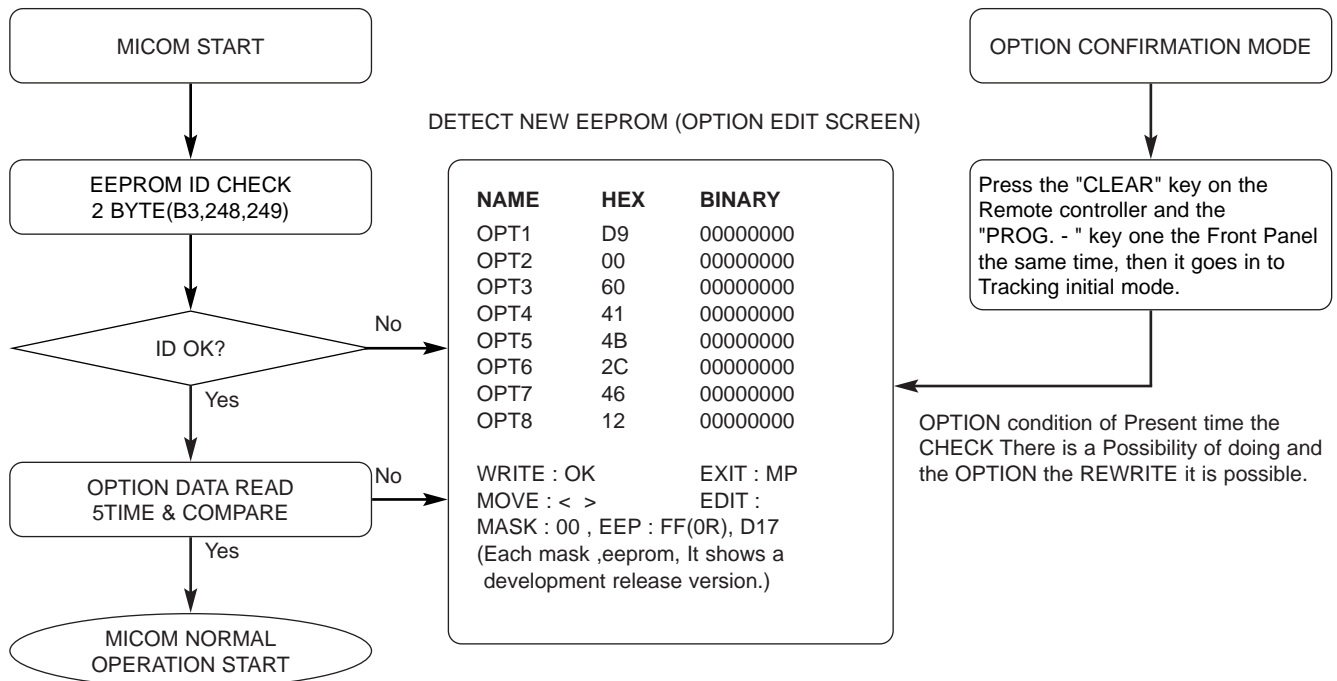 MICOM START
EEPROM ID CHECK
2 BYTE(B3,248,249)
ID OK?
No
Yes
OPTION DATA READ
5TIME & COMPARE
No
Yes
MICOM NORMAL
OPERATION START
DETECT NEW EEPROM (OPTION EDIT SCREEN)
NAME HEX BINARY
OPT1 D9 00000000
OPT2 00 00000000
OPT3 60 00000000
OPT4 41 00000000
OPT5 4B 00000000
OPT6 2C 00000000
OPT7 46 00000000
OPT8 12 00000000
WRITE : OK EXIT : MP
MOVE : < > EDIT :
MASK : 00 , EEP : FF(0R), D17
(Each mask ,eeprom, It shows a
development release version.)
OPTION CONFIRMATION MODE
Press the "CLEAR" key on the
Remote controller and the
"PROG. - " key one the Front Panel
the same time, then it goes in to
Tracking initial mode.
OPTION condition of Present time the
CHECK There is a Possibility of doing and
the OPTION the REWRITE it is possible.